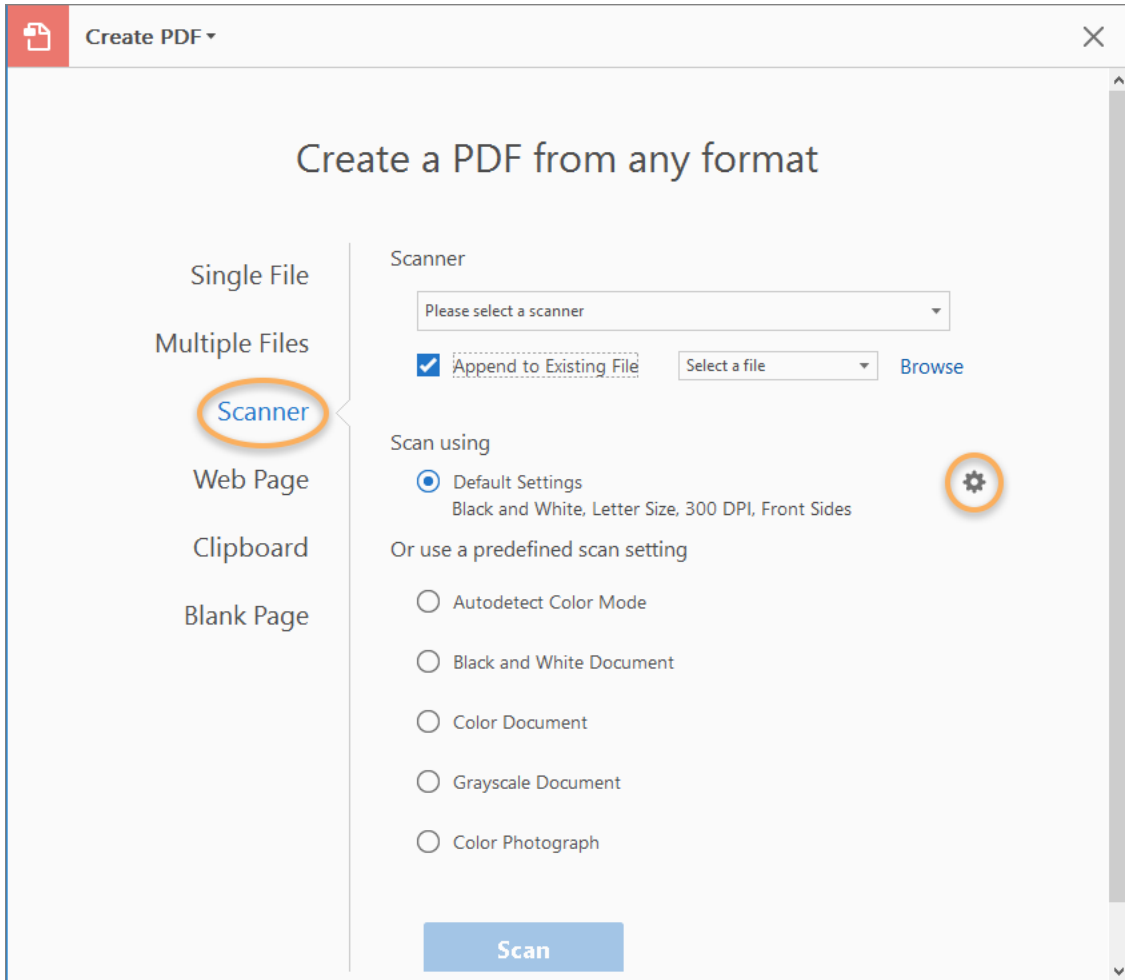 Create PDF
Create a PDF from any format
Single File
Multiple Files
Scanner
Web Page
Clipboard
Blank Page
Scanner
Please select a scanner
Append to Existing File
Select a file
Browse
Scan using
Default Settings
Black and White, Letter Size, 300 DPI, Front Sides
Or use a predefined scan setting
Autodetect Color Mode
Black and White Document
Color Document
Grayscale Document
Color Photograph
Scan